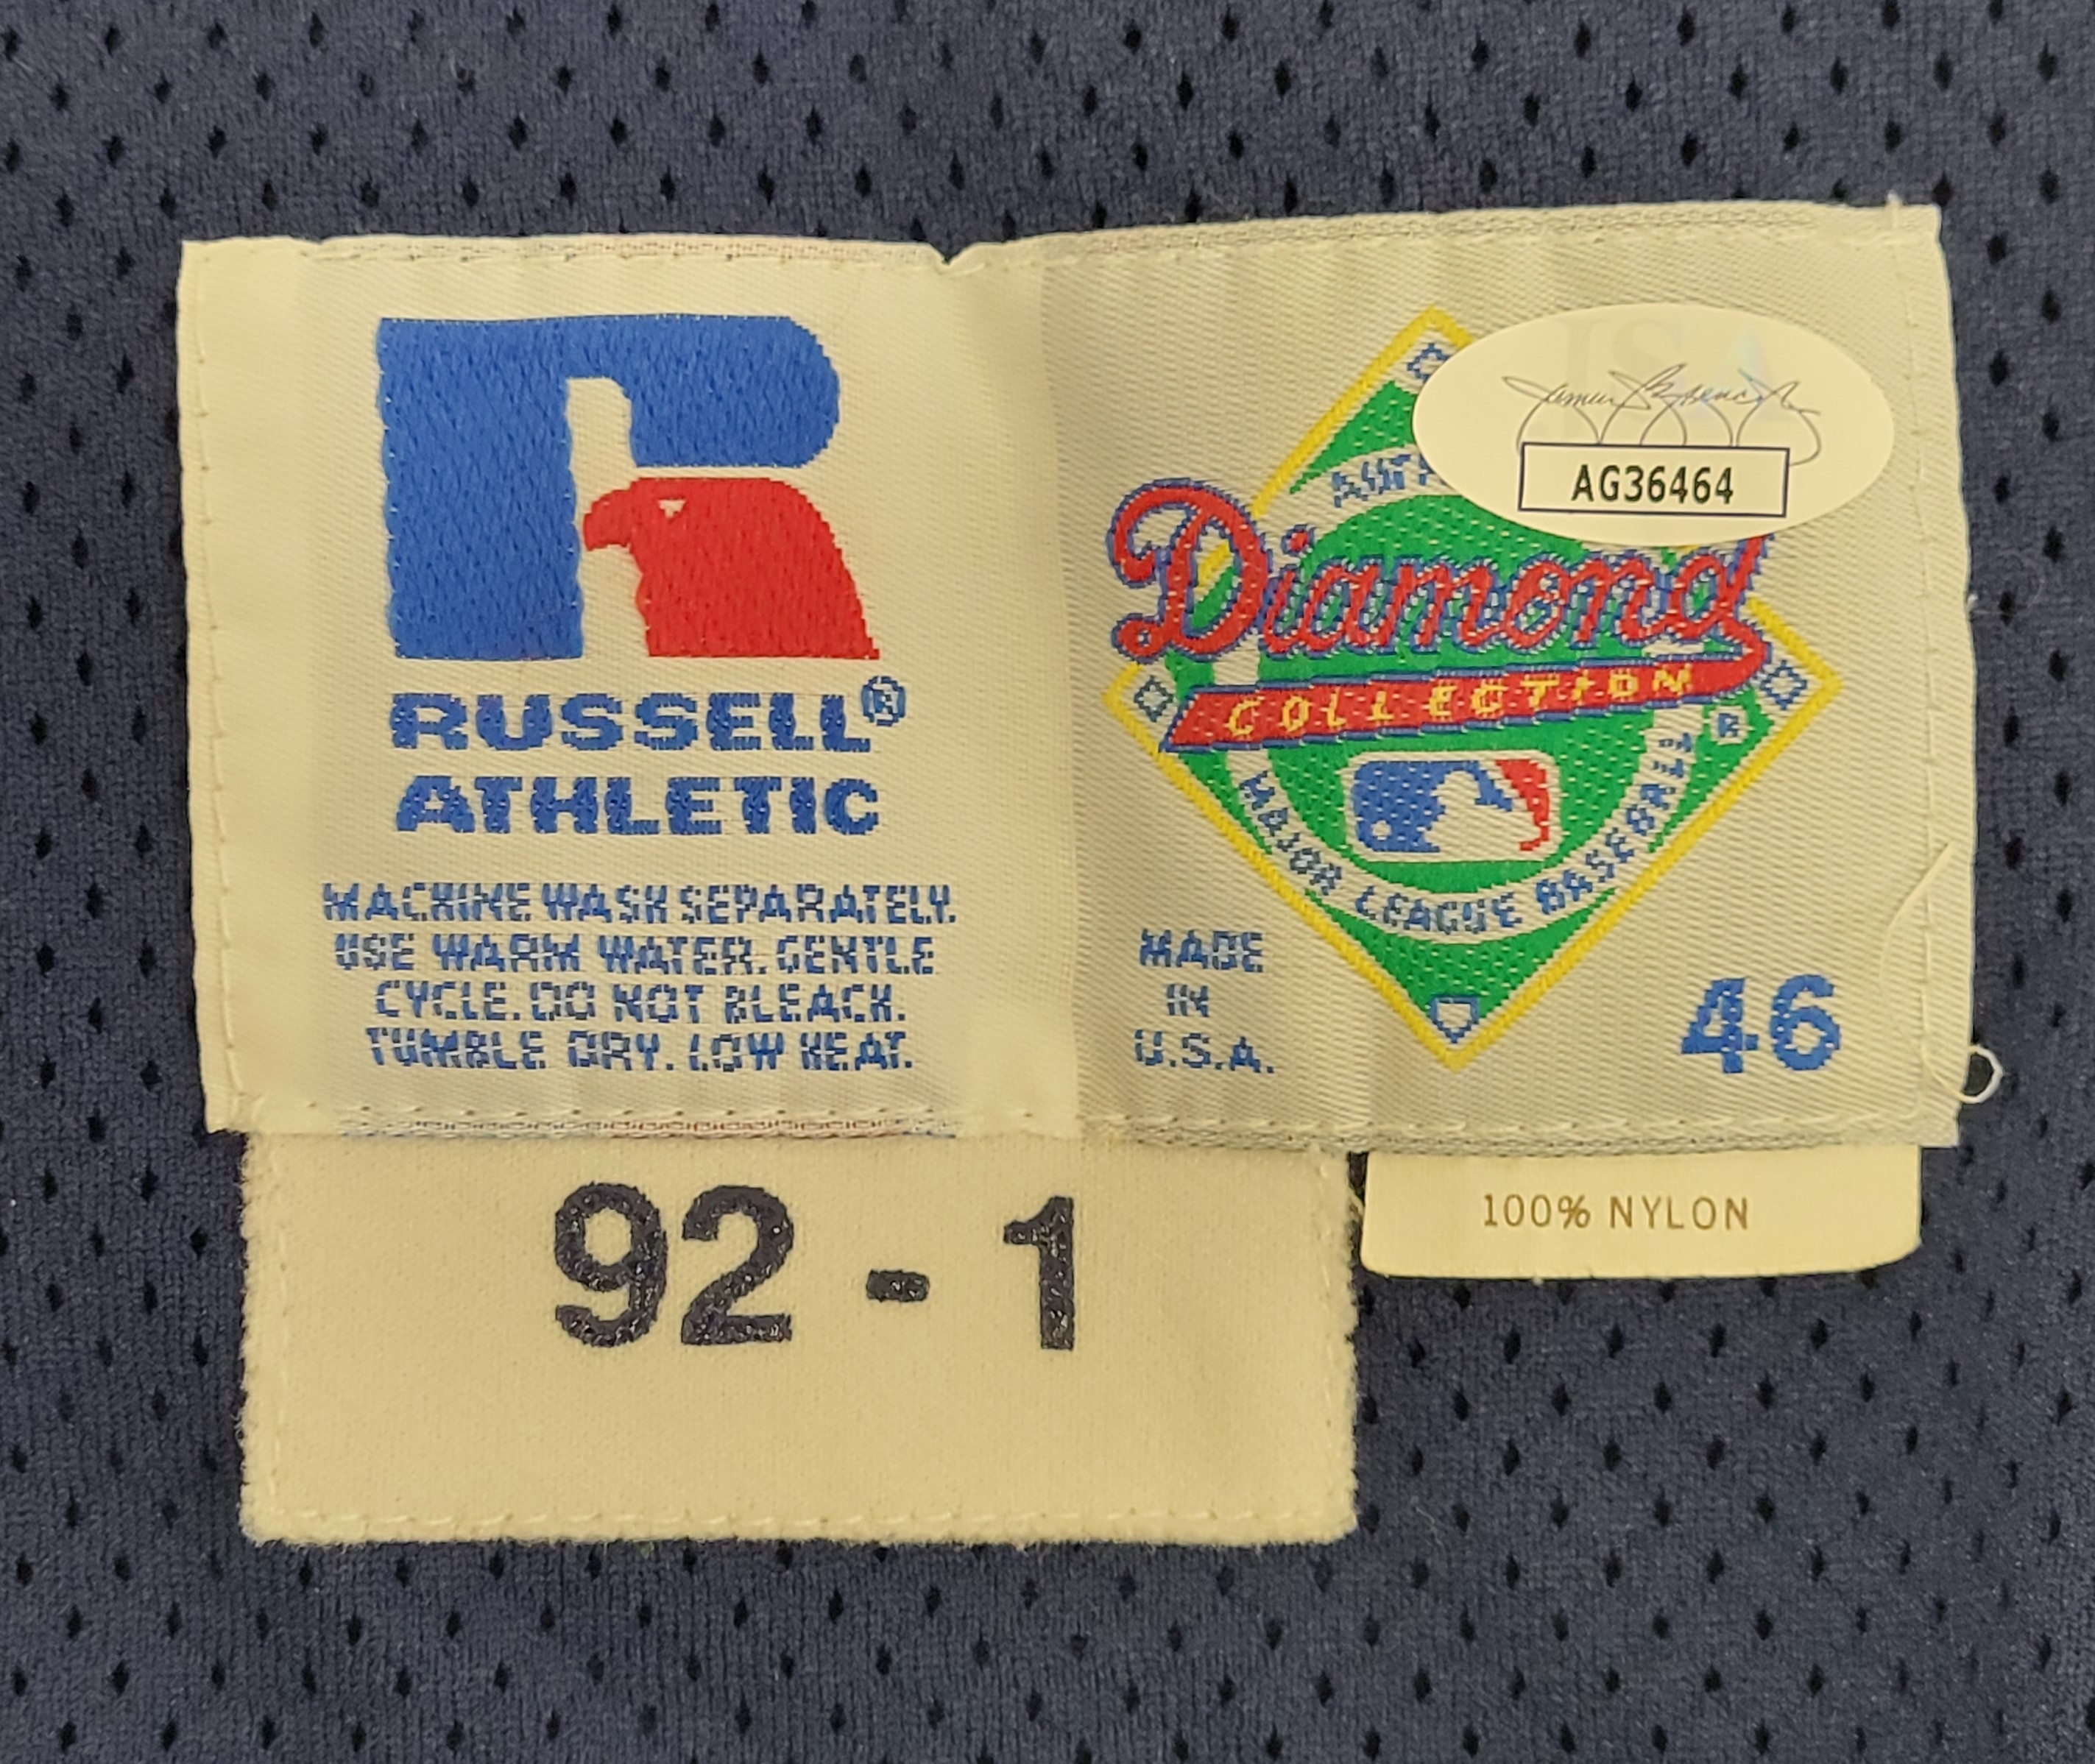 RUSSELL®
ATHLETIC
MACHINE WASH SEPARATELY.
USE WARM WATER. GENTLE
CYCLE. DO NOT BLEACH.
TUMBLE DRY. LOW HEAT.
JSA
AG36464
Diamond
COLLECTION
®
MAJOR LEAGUE BASEBALL
MADE
IN
U.S.A.
46
92 - 1
100% NYLON